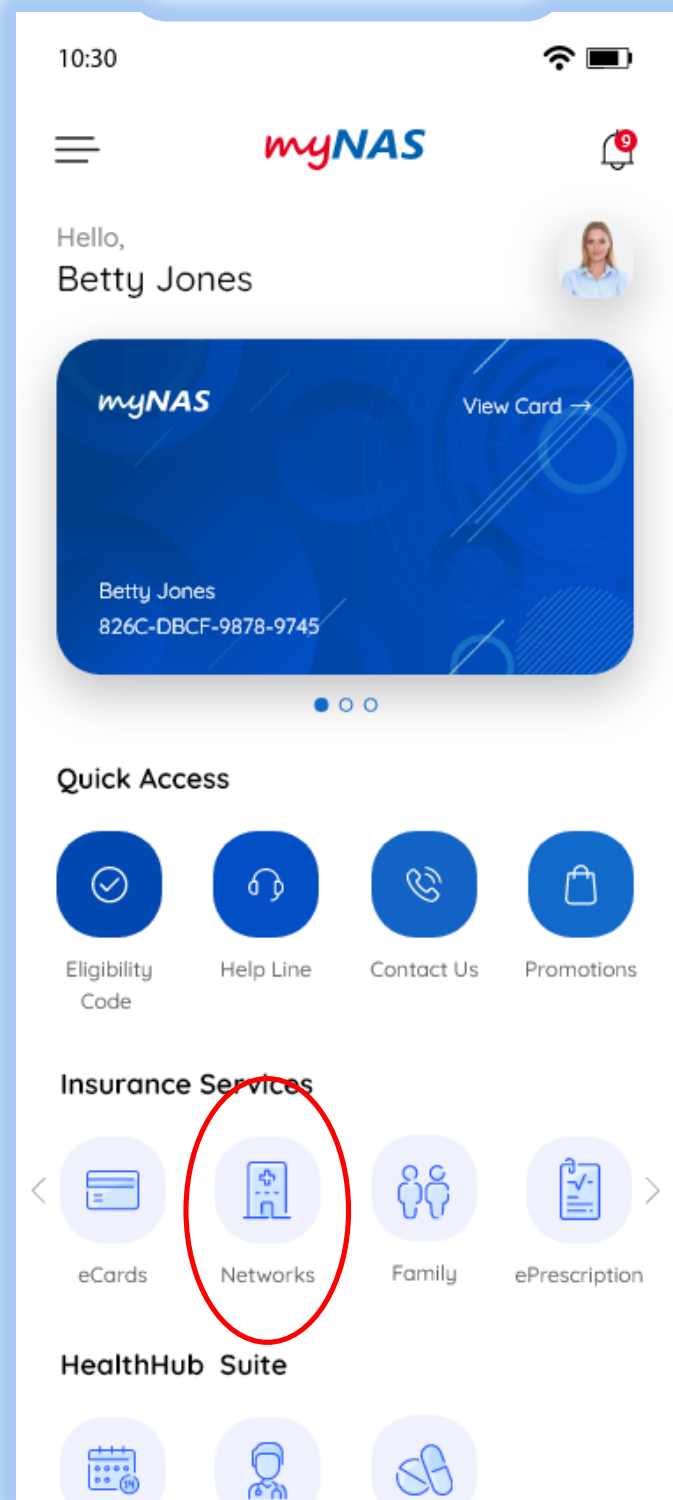 10:30
myNAS
9
Hello,
Betty Jones
myNAS
View Card →
Betty Jones
826C-DBCF-9878-9745
Quick Access
Eligibility Code
Help Line
Contact Us
Promotions
Insurance Services
eCards
Networks
Family
ePrescription
HealthHub Suite
14